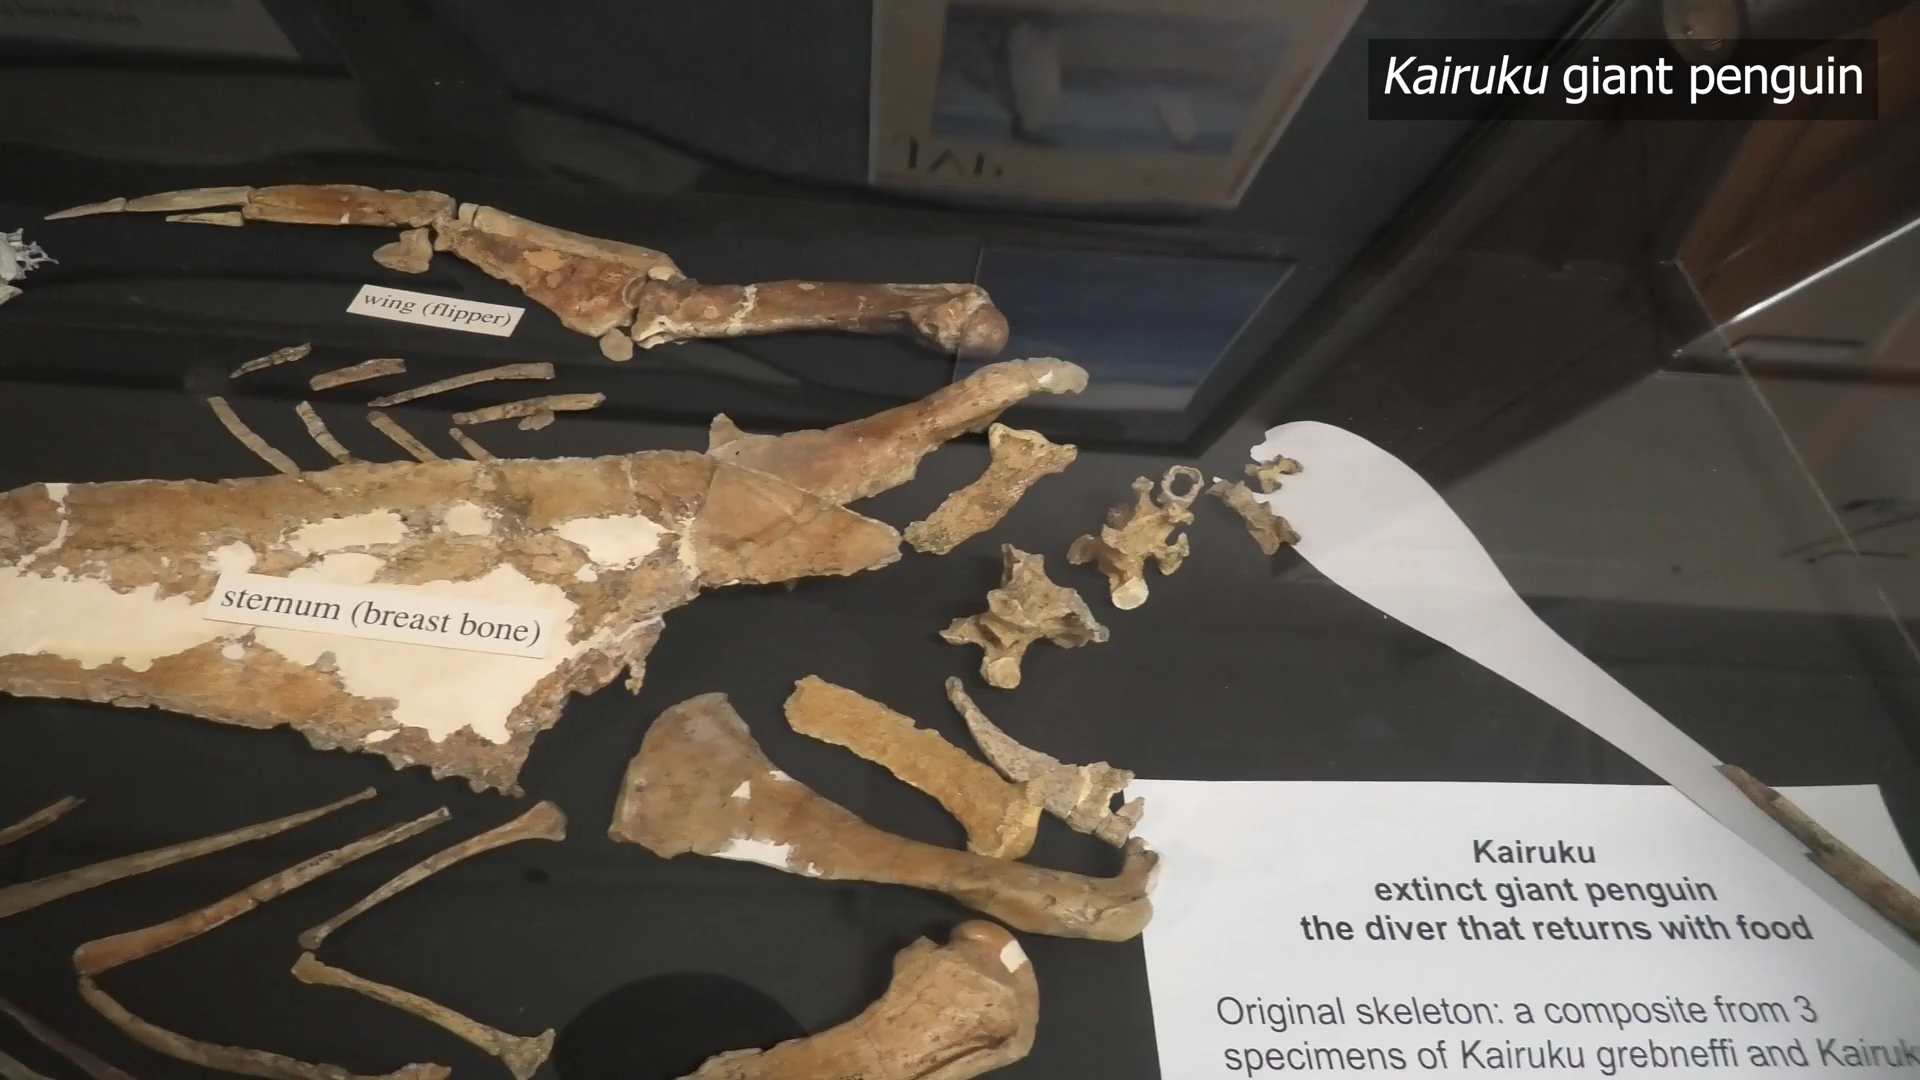 Kairuku giant penguin
wing (flipper)
sternum (breast bone)
Kairuku
extinct giant penguin
the diver that returns with food
Original skeleton: a composite from 3
specimens of Kairuku grebneffi and